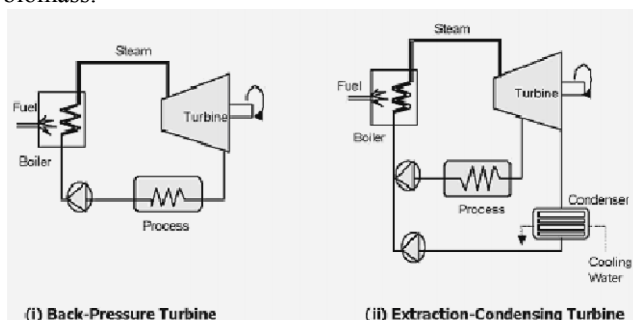 biomass.
Steam
Fuel
Turbine
Boiler
Process
(i) Back-Pressure Turbine
Steam
Fuel
Turbine
Boiler
Process
Condenser
Cooling
Water
(ii) Extraction-Condensing Turbine